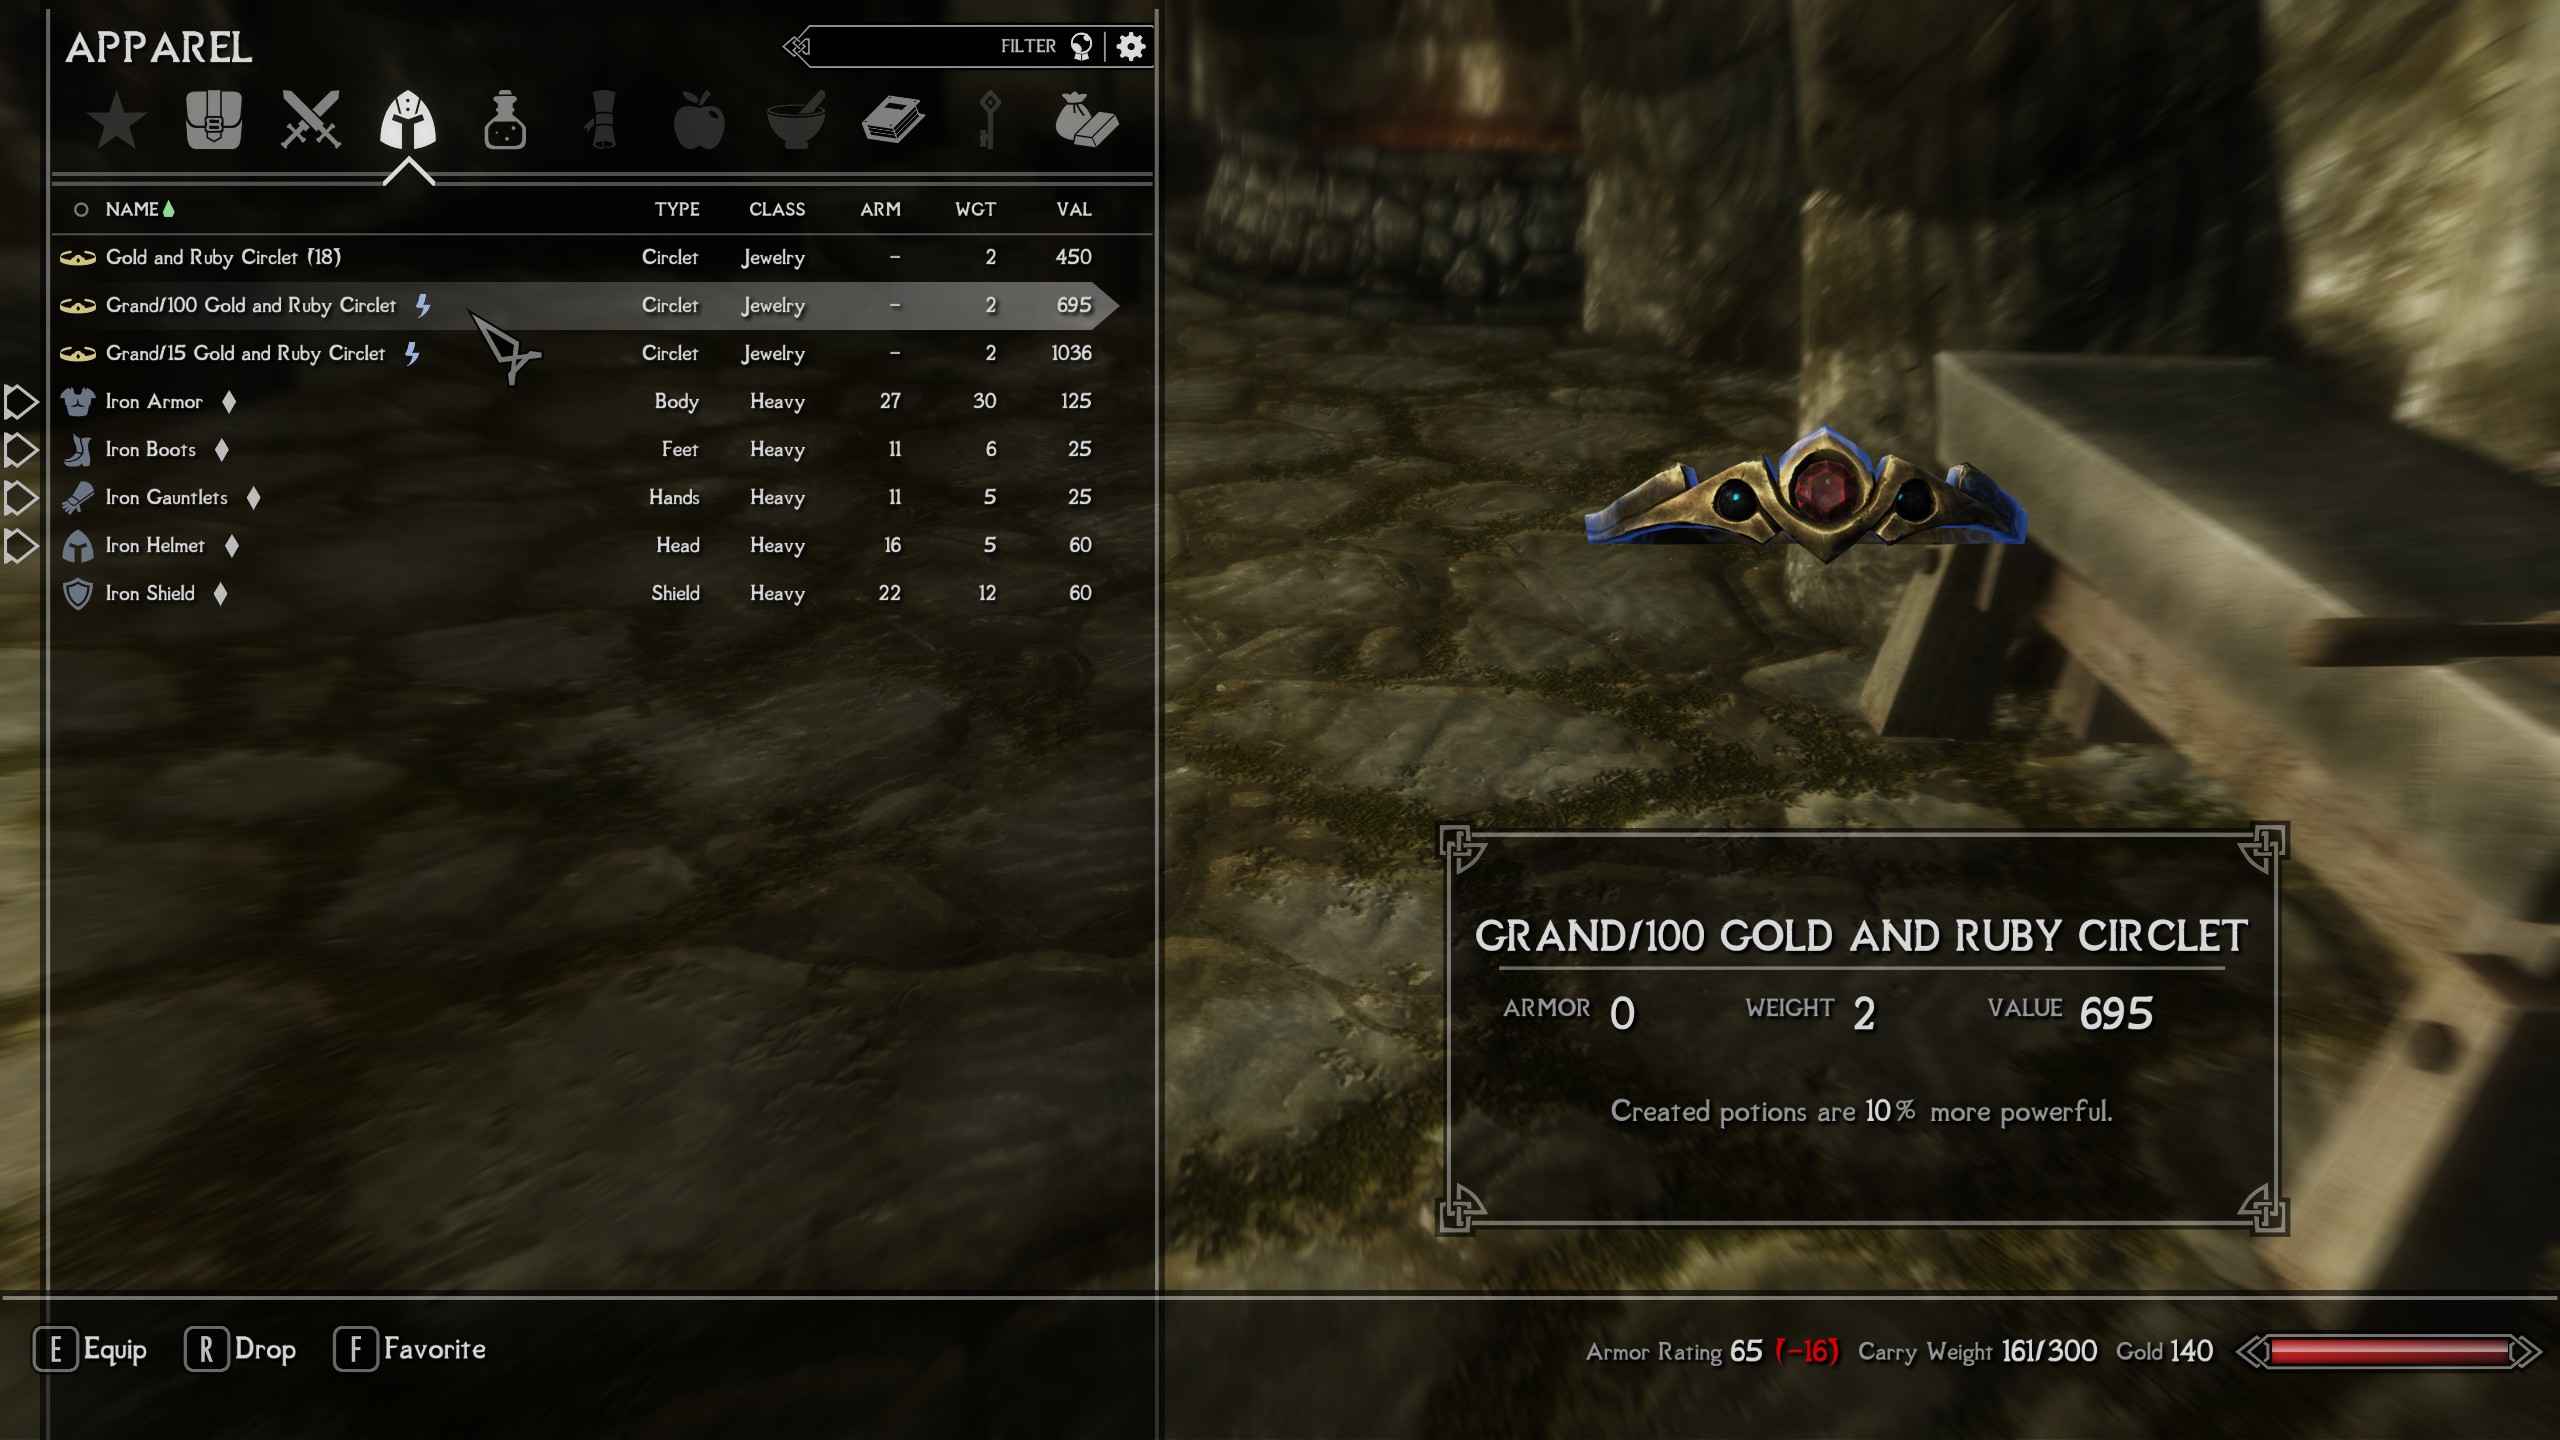 APPAREL
FILTER
NAME TYPE CLASS ARM WGT VAL
Gold and Ruby Circlet (18) Circlet Jewelry - 2 450
Grand/100 Gold and Ruby Circlet Circlet Jewelry - 2 695
Grand/15 Gold and Ruby Circlet Circlet Jewelry - 2 1036
Iron Armor Body Heavy 27 30 125
Iron Boots Feet Heavy 11 6 25
Iron Gauntlets Hands Heavy 11 5 25
Iron Helmet Head Heavy 16 5 60
Iron Shield Shield Heavy 22 12 60
GRAND/100 GOLD AND RUBY CIRCLET
ARMOR 0 WEIGHT 2 VALUE 695
Created potions are 10% more powerful.
E Equip R Drop F Favorite
Armor Rating 65 (-16) Carry Weight 161/300 Gold 140